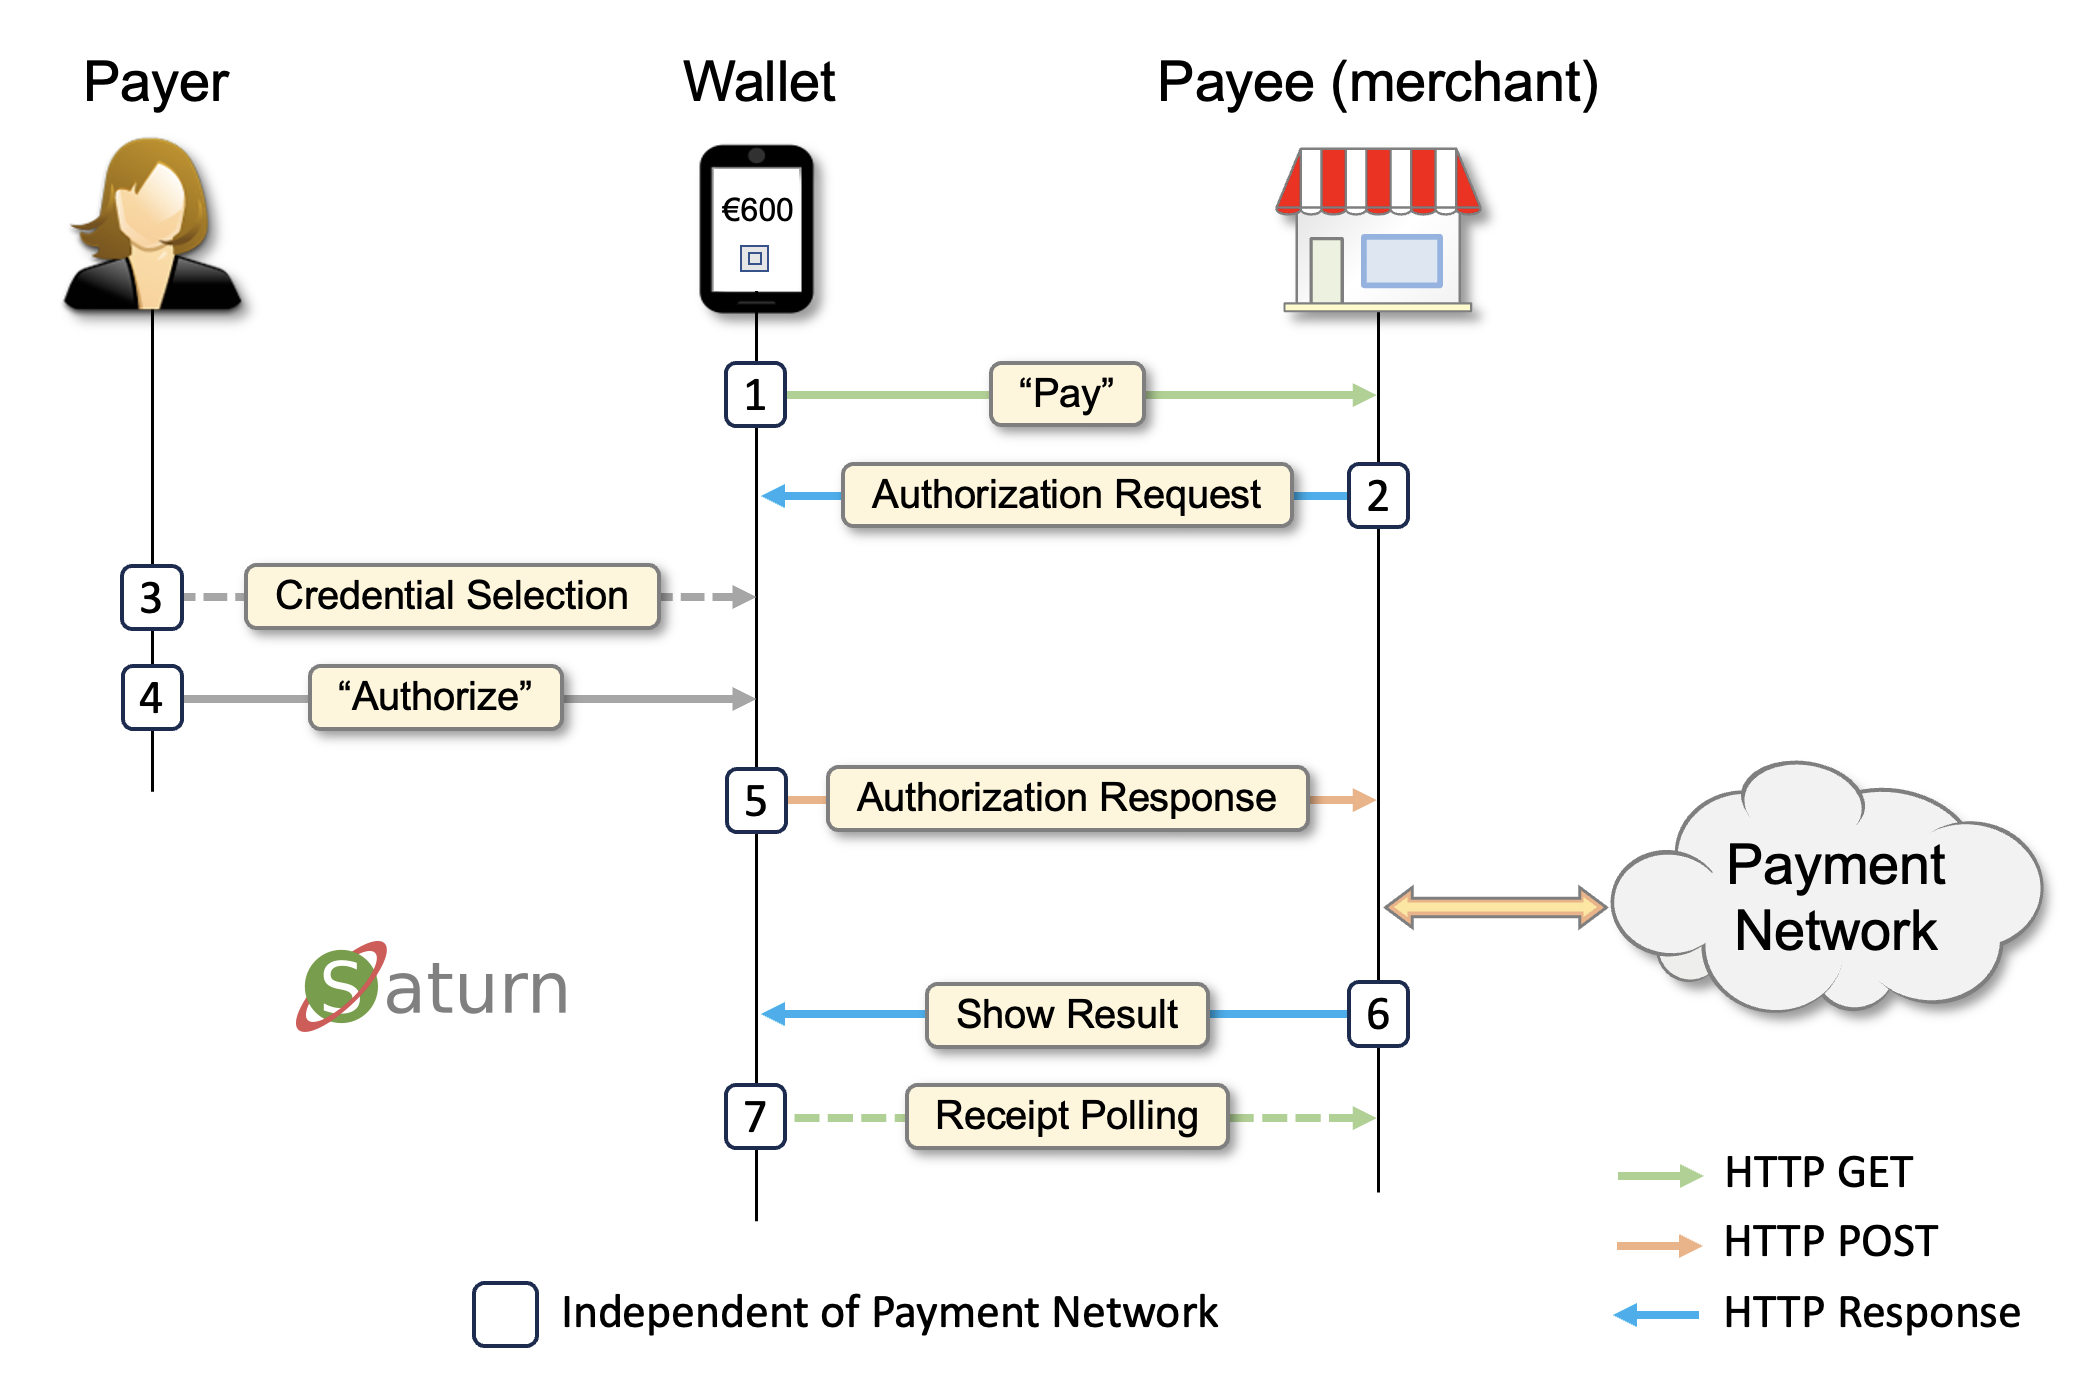 Payer
Wallet
Payee (merchant)
€600
1
“Pay”
Authorization Request
2
3
Credential Selection
4
“Authorize”
5
Authorization Response
Payment
Network
Saturn
Show Result
6
7
Receipt Polling
HTTP GET
HTTP POST
HTTP Response
Independent of Payment Network